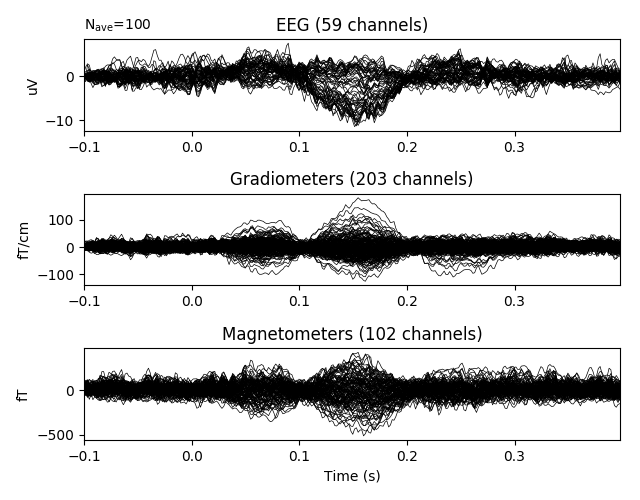 N_ave=100
EEG (59 channels)
uV
0
−10
−0.1 0.0 0.1 0.2 0.3
Gradiometers (203 channels)
fT/cm
100
0
−100
−0.1 0.0 0.1 0.2 0.3
Magnetometers (102 channels)
fT
0
−500
−0.1 0.0 0.1 0.2 0.3
Time (s)